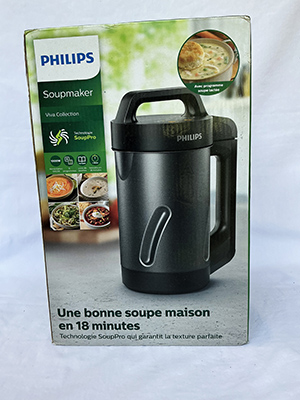 PHILIPS
Soupmaker
Viva Collection
Technologie
SoupPro
Avec programme
soupe lactée
PHILIPS
Une bonne soupe maison
en 18 minutes
Technologie SoupPro qui garantit la texture parfaite